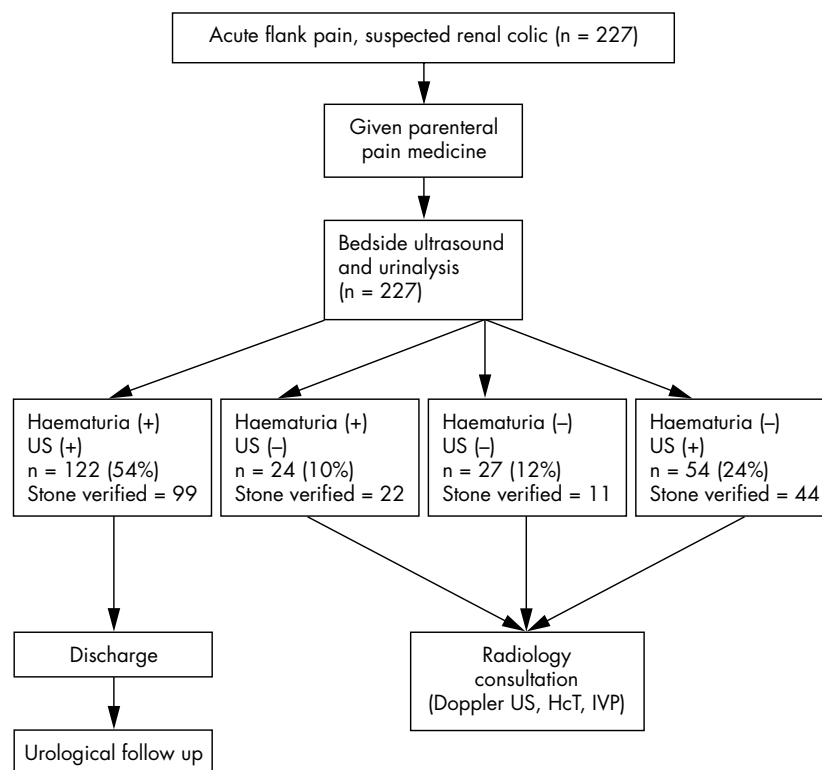 Acute flank pain, suspected renal colic (n = 227)
Given parenteral
pain medicine
Bedside ultrasound
and urinalysis
(n = 227)
Haematuria (+)
US (+)
n = 122 (54%)
Stone verified = 99
Haematuria (+)
US (–)
n = 24 (10%)
Stone verified = 22
Haematuria (–)
US (–)
n = 27 (12%)
Stone verified = 11
Haematuria (–)
US (+)
n = 54 (24%)
Stone verified = 44
Discharge
Radiology
consultation
(Doppler US, HcT, IVP)
Urological follow up